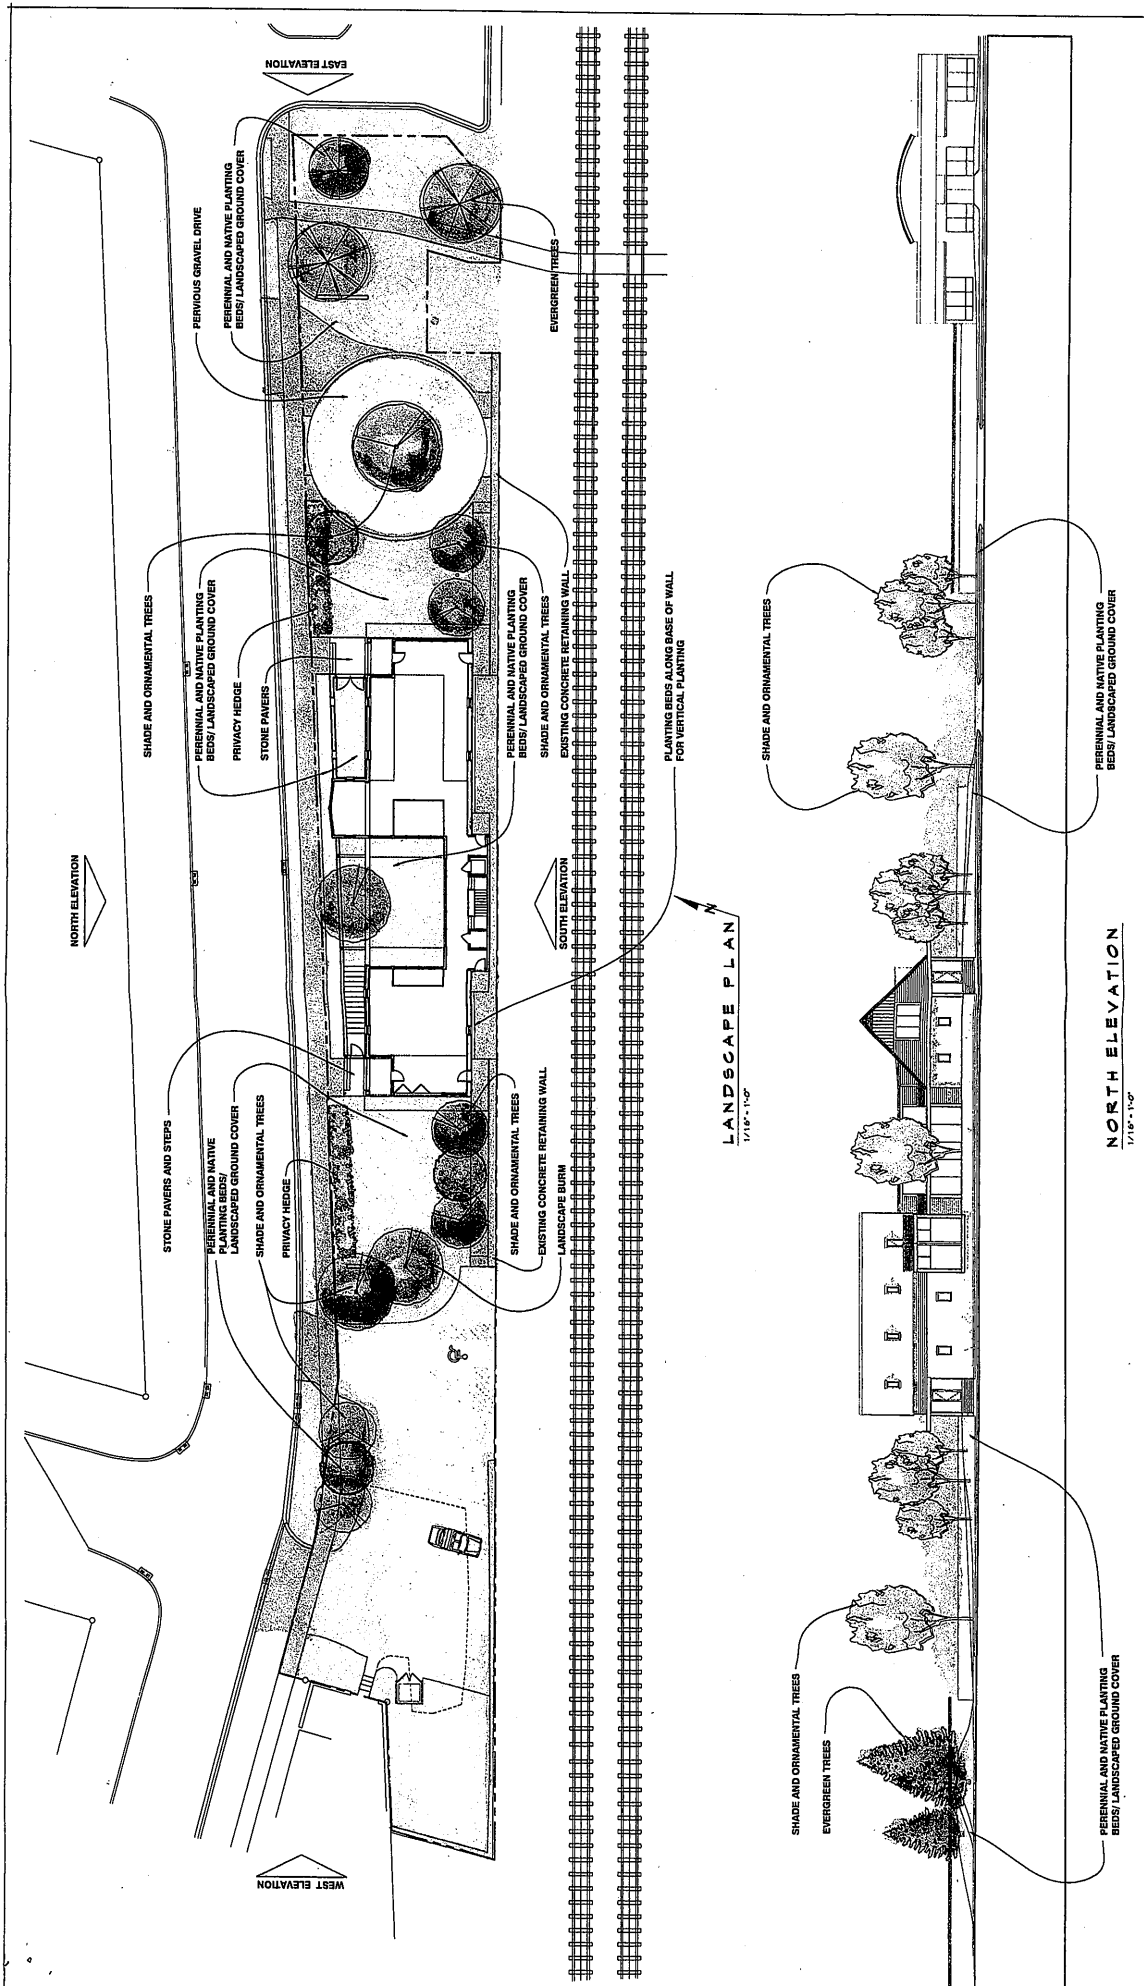 EAST ELEVATION
PERVIOUS GRAVEL DRIVE
PERENNIAL AND NATIVE PLANTING
BEDS/ LANDSCAPED GROUND COVER
EVERGREEN TREES
SHADE AND ORNAMENTAL TREES
PERENNIAL AND NATIVE PLANTING
BEDS/ LANDSCAPED GROUND COVER
PRIVACY HEDGE
STONE PAVERS
PERENNIAL AND NATIVE PLANTING
BEDS/ LANDSCAPED GROUND COVER
SHADE AND ORNAMENTAL TREES
EXISTING CONCRETE RETAINING WALL
PLANTING BEDS ALONG BASE OF WALL
FOR VERTICAL PLANTING
NORTH ELEVATION
SOUTH ELEVATION
STONE PAVERS AND STEPS
PERENNIAL AND NATIVE
PLANTING BEDS/
LANDSCAPED GROUND COVER
SHADE AND ORNAMENTAL TREES
PRIVACY HEDGE
SHADE AND ORNAMENTAL TREES
EXISTING CONCRETE RETAINING WALL
LANDSCAPE BURM
WEST ELEVATION
N
LANDSCAPE PLAN
1/16" = 1'-0"
SHADE AND ORNAMENTAL TREES
PERENNIAL AND NATIVE PLANTING
BEDS/ LANDSCAPED GROUND COVER
SHADE AND ORNAMENTAL TREES
EVERGREEN TREES
PERENNIAL AND NATIVE PLANTING
BEDS/ LANDSCAPED GROUND COVER
NORTH ELEVATION
1/16" = 1'-0"